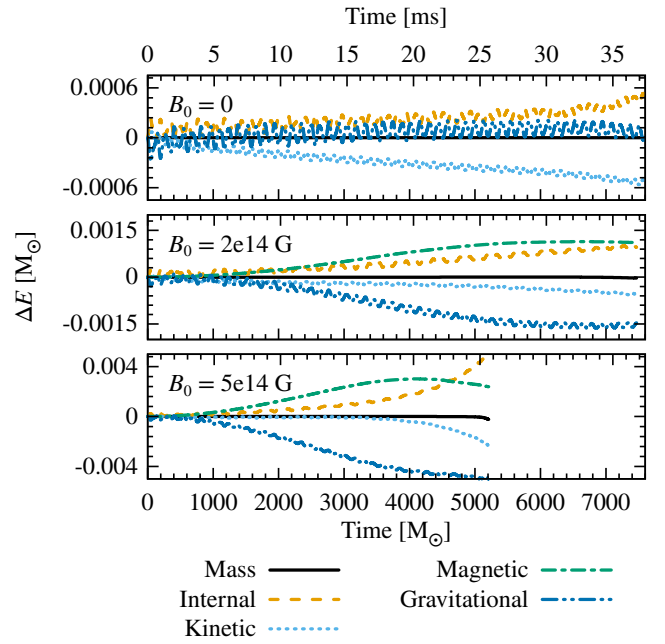 Time [ms]
0 5 10 15 20 25 30 35
0.0006
0
-0.0006
B₀ = 0
0.0015
0
-0.0015
B₀ = 2e14 G
ΔE [M⊙]
0.004
0
-0.004
B₀ = 5e14 G
0 1000 2000 3000 4000 5000 6000 7000
Time [M⊙]
Mass Magnetic
Internal Gravitational
Kinetic